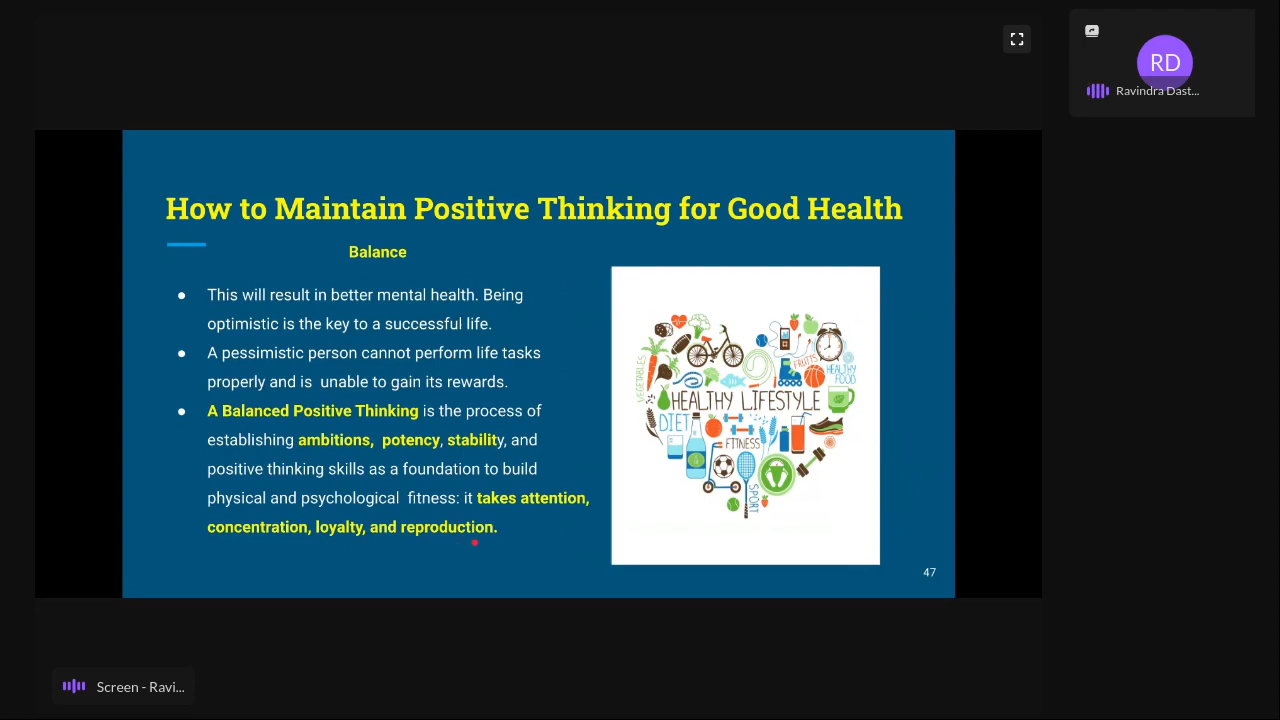 RD
Ravindra Dast...
How to Maintain Positive Thinking for Good Health
Balance
● This will result in better mental health. Being
optimistic is the key to a successful life.
● A pessimistic person cannot perform life tasks
properly and is unable to gain its rewards.
● A Balanced Positive Thinking is the process of
establishing ambitions, potency, stability, and
positive thinking skills as a foundation to build
physical and psychological fitness: it takes attention,
concentration, loyalty, and reproduction.
VEGETABLES
FRUITS
HEALTHY
FOOD
HEALTHY LIFESTYLE
DIET
FITNESS
SPORT
47
Screen - Ravi...